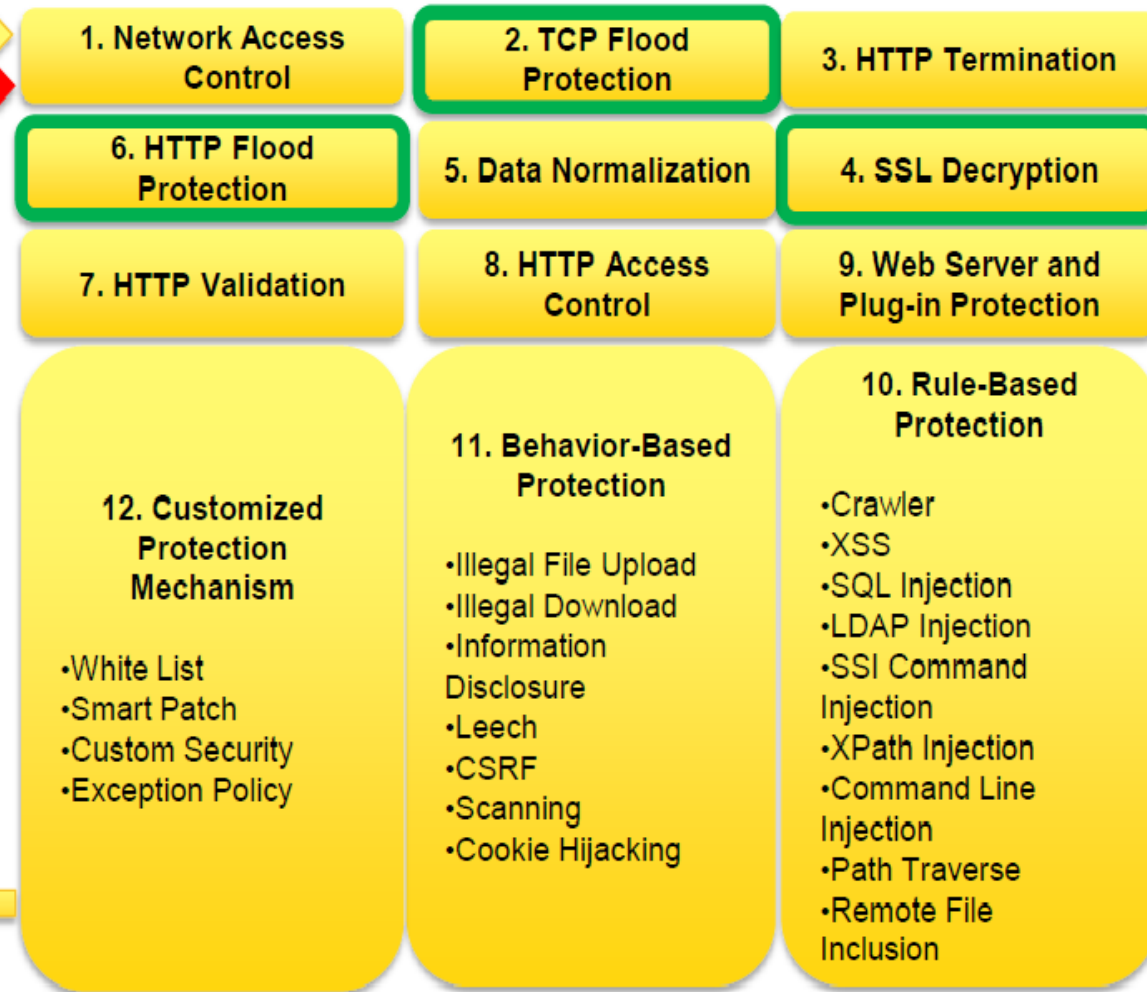 1. Network Access
Control
2. TCP Flood
Protection
3. HTTP Termination
6. HTTP Flood
Protection
5. Data Normalization
4. SSL Decryption
7. HTTP Validation
8. HTTP Access
Control
9. Web Server and
Plug-in Protection
12. Customized
Protection
Mechanism
•White List
•Smart Patch
•Custom Security
•Exception Policy
11. Behavior-Based
Protection
•Illegal File Upload
•Illegal Download
•Information
Disclosure
•Leech
•CSRF
•Scanning
•Cookie Hijacking
10. Rule-Based
Protection
•Crawler
•XSS
•SQL Injection
•LDAP Injection
•SSI Command
Injection
•XPath Injection
•Command Line
Injection
•Path Traverse
•Remote File
Inclusion